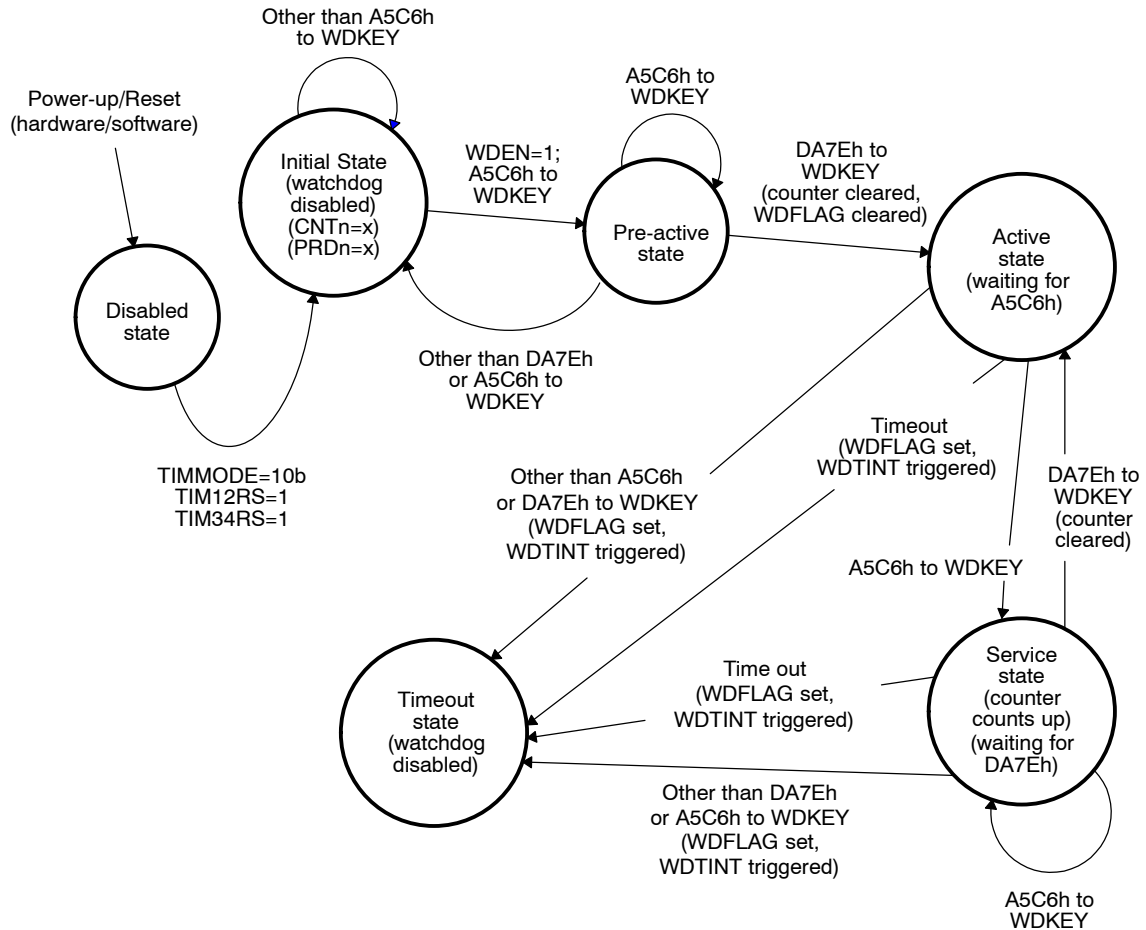 Other than A5C6h
to WDKEY
Power-up/Reset
(hardware/software)
Initial State
(watchdog
disabled)
(CNTn=x)
(PRDn=x)
WDEN=1;
A5C6h to
WDKEY
A5C6h to
WDKEY
Pre-active
state
DA7Eh to
WDKEY
(counter cleared,
WDFLAG cleared)
Active
state
(waiting for
A5C6h)
Disabled
state
Other than DA7Eh
or A5C6h to
WDKEY
TIMMODE=10b
TIM12RS=1
TIM34RS=1
Timeout
(WDFLAG set,
WDTINT triggered)
Other than A5C6h
or DA7Eh to WDKEY
(WDFLAG set,
WDTINT triggered)
DA7Eh to
WDKEY
(counter
cleared)
A5C6h to WDKEY
Timeout
state
(watchdog
disabled)
Time out
(WDFLAG set,
WDTINT triggered)
Service
state
(counter
counts up)
(waiting for
DA7Eh)
Other than DA7Eh
or A5C6h to WDKEY
(WDFLAG set,
WDTINT triggered)
A5C6h to
WDKEY